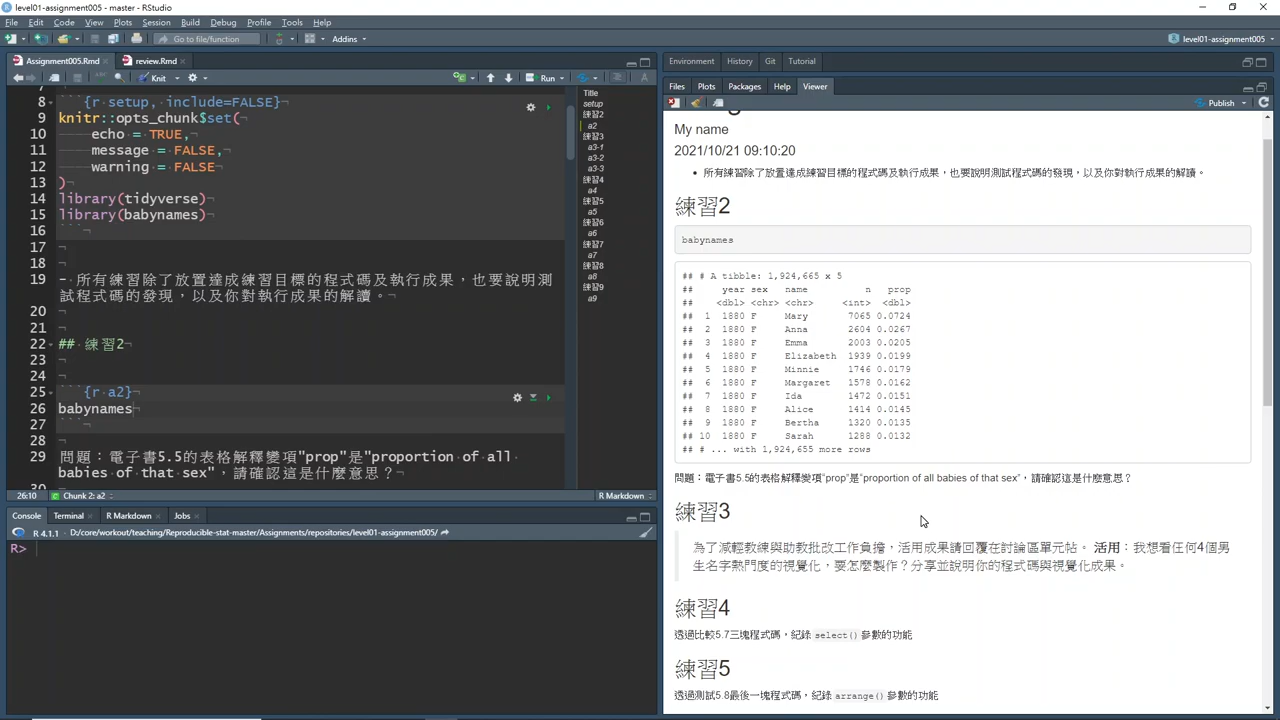 level01-assignment005 - master - RStudio
File Edit Code View Plots Session Build Debug Profile Tools Help
Go to file/function Addins level01-assignment005
Assignment005.Rmd review.Rmd
Knit Run
8 ```{r setup, include=FALSE}
9 knitr::opts_chunk$set(
10 echo = TRUE,
11 message = FALSE,
12 warning = FALSE
13 )
14 library(tidyverse)
15 library(babynames)
16 ```
17
18
19 - 所有練習除了放置達成練習目標的程式碼及執行成果，也要說明測
試程式碼的發現，以及你對執行成果的解讀。
20
21
22 ## 練習2
23
24
25 ```{r a2}
26 babynames
27 ```
28
29 問題：電子書5.5的表格解釋變項"prop"是"proportion of all
babies of that sex"，請確認這是什麼意思？
30
Title
setup
練習2
a2
練習3
a3-1
a3-2
a3-3
練習4
a4
練習5
a5
練習6
a6
練習7
a7
練習8
a8
練習9
a9
26:10 Chunk 2: a2 R Markdown
Console Terminal R Markdown Jobs
R 4.1.1 · D:/core/workout/teaching/Reproducible-stat-master/Assignments/repositories/level01-assignment005/
R>
Environment History Git Tutorial
Files Plots Packages Help Viewer
Publish
My name
2021/10/21 09:10:20
• 所有練習除了放置達成練習目標的程式碼及執行成果，也要說明測試程式碼的發現，以及你對執行成果的解讀。
練習2
babynames
## # A tibble: 1,924,665 x 5
## year sex name n prop
## <dbl> <chr> <chr> <int> <dbl>
## 1 1880 F Mary 7065 0.0724
## 2 1880 F Anna 2604 0.0267
## 3 1880 F Emma 2003 0.0205
## 4 1880 F Elizabeth 1939 0.0199
## 5 1880 F Minnie 1746 0.0179
## 6 1880 F Margaret 1578 0.0162
## 7 1880 F Ida 1472 0.0151
## 8 1880 F Alice 1414 0.0145
## 9 1880 F Bertha 1320 0.0135
## 10 1880 F Sarah 1288 0.0132
## # ... with 1,924,655 more rows
問題：電子書5.5的表格解釋變項"prop"是"proportion of all babies of that sex"，請確認這是什麼意思？
練習3
為了減輕教練與助教批改工作負擔，活用成果請回覆在討論區單元帖。 活用：我想看任何4個男
生名字熱門度的視覺化，要怎麼製作？分享並說明你的程式碼與視覺化成果。
練習4
透過比較5.7三塊程式碼，紀錄 select() 參數的功能
練習5
透過測試5.8最後一塊程式碼，紀錄 arrange() 參數的功能